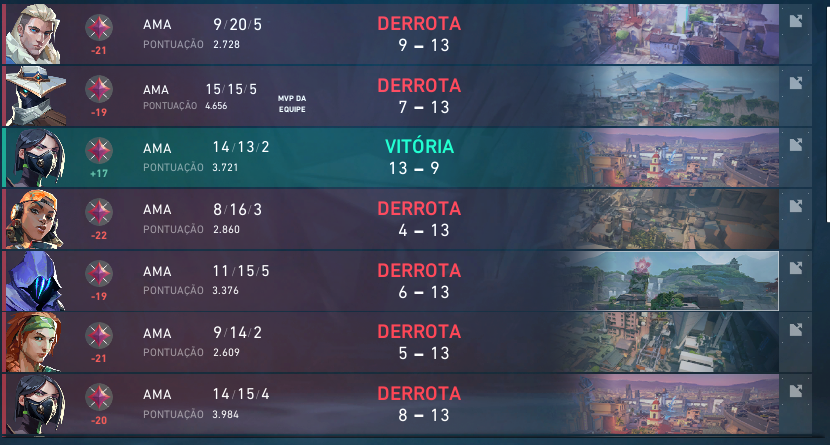 AMA 9/20/5 DERROTA
PONTUAÇÃO 2.728 9 – 13
-21
AMA 15/15/5 DERROTA
PONTUAÇÃO 4.656 MVP DA EQUIPE 7 – 13
-19
AMA 14/13/2 VITÓRIA
PONTUAÇÃO 3.721 13 – 9
+17
AMA 8/16/3 DERROTA
PONTUAÇÃO 2.860 4 – 13
-22
AMA 11/15/5 DERROTA
PONTUAÇÃO 3.376 6 – 13
-19
AMA 9/14/2 DERROTA
PONTUAÇÃO 2.609 5 – 13
-21
AMA 14/15/4 DERROTA
PONTUAÇÃO 3.984 8 – 13
-20